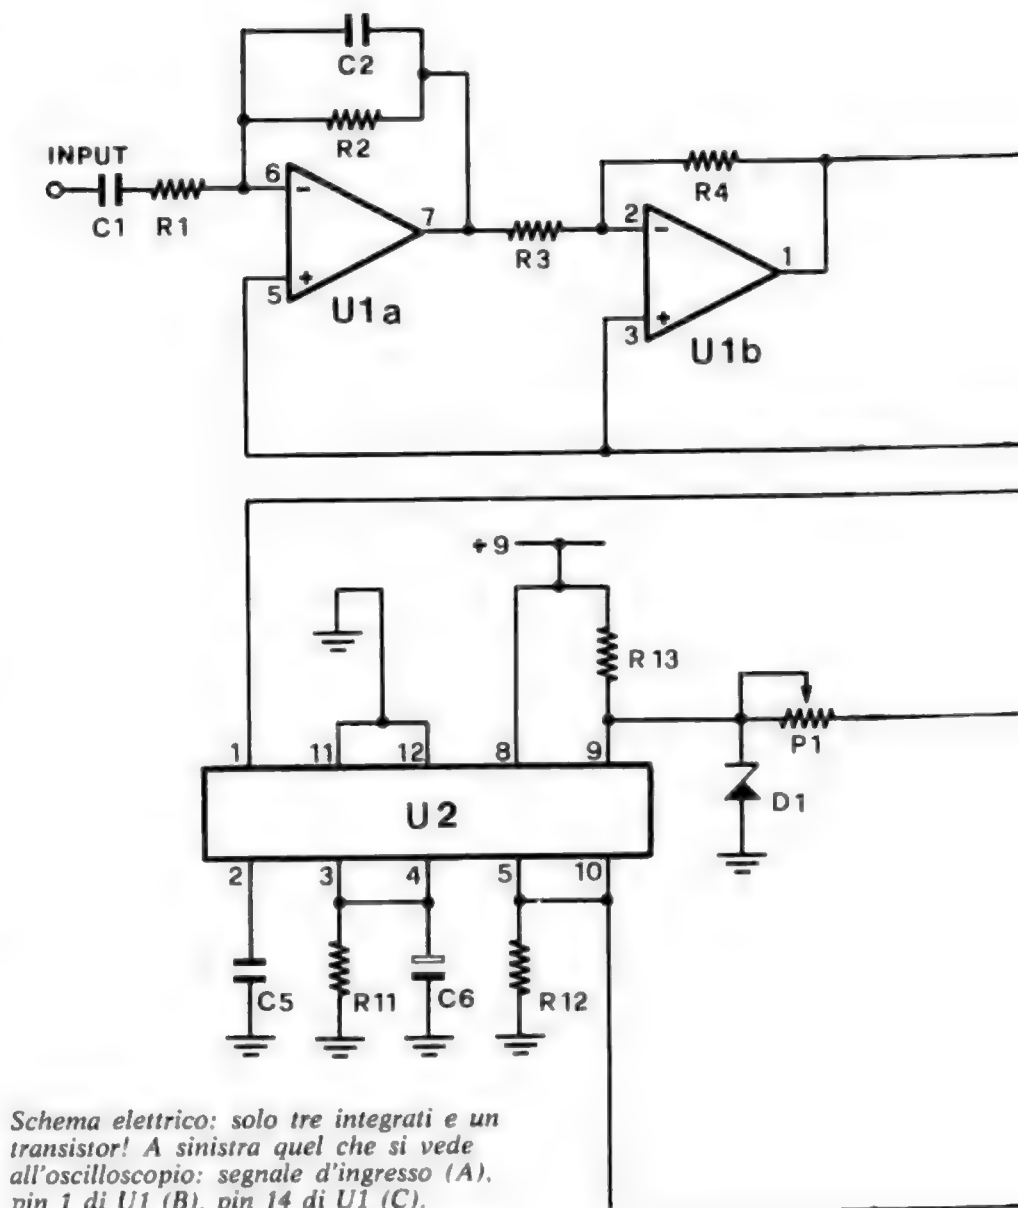 C2
R2
INPUT
C1 R1
6
7
5
U1a
R3
R4
2
1
3
U1b
+9
R13
P1
D1
1 11 12 8 9
U2
2 3 4 5 10
C5 R11 C6 R12
Schema elettrico: solo tre integrati e un
transistor! A sinistra quel che si vede
all'oscilloscopio: segnale d'ingresso (A),
pin 1 di U1 (B), pin 14 di U1 (C).